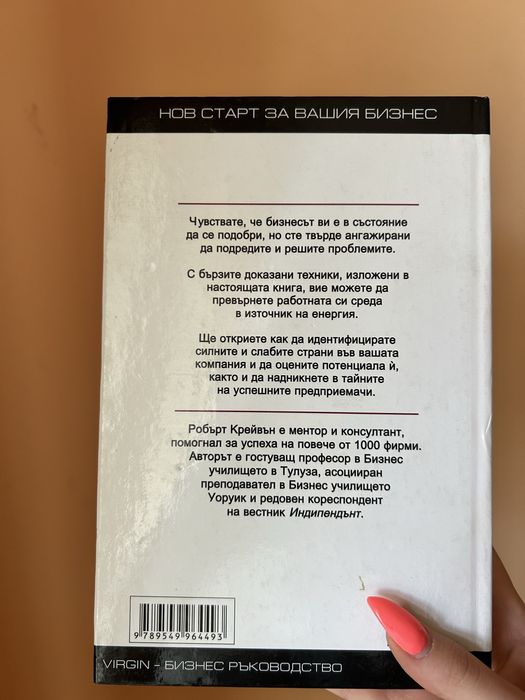 НОВ СТАРТ ЗА ВАШИЯ БИЗНЕС
Чувствате, че бизнесът ви е в състояние
да се подобри, но сте твърде ангажирани
да подредите и решите проблемите.
С бързите доказани техники, изложени в
настоящата книга, вие можете да
превърнете работната си среда
в източник на енергия.
Ще откриете как да идентифицирате
силните и слабите страни във вашата
компания и да оцените потенциала ѝ,
както и да надникнете в тайните
на успешните предприемачи.
Робърт Крейвън е ментор и консултант,
помогнал за успеха на повече от 1000 фирми.
Авторът е гостуващ професор в Бизнес
училището в Тулуза, асоцииран
преподавател в Бизнес училището
Уоруик и редовен кореспондент
на вестник Индипендънт.
9 789549 964493
VIRGIN – БИЗНЕС РЪКОВОДСТВО